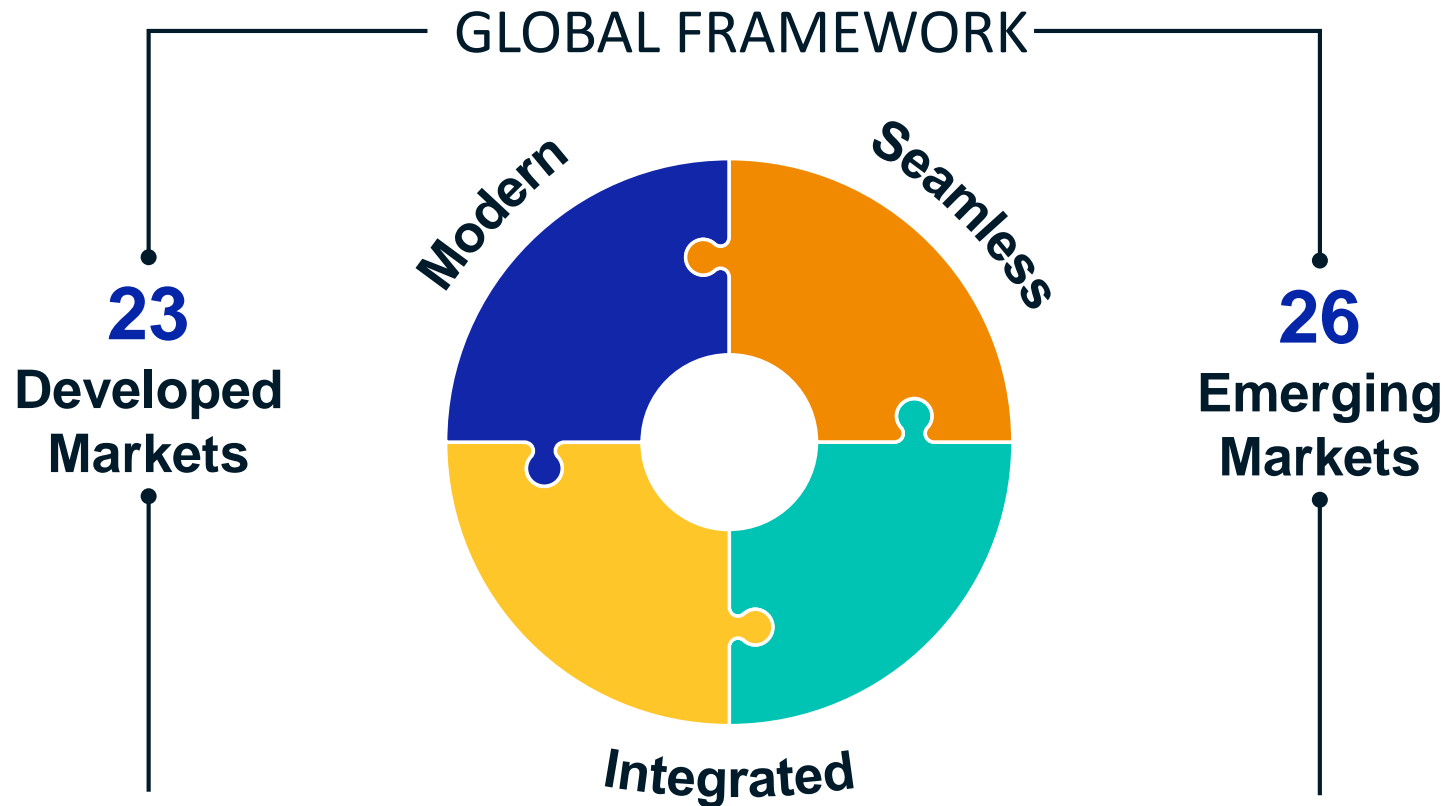 GLOBAL FRAMEWORK
Modern
Seamless
23
Developed
Markets
26
Emerging
Markets
Integrated